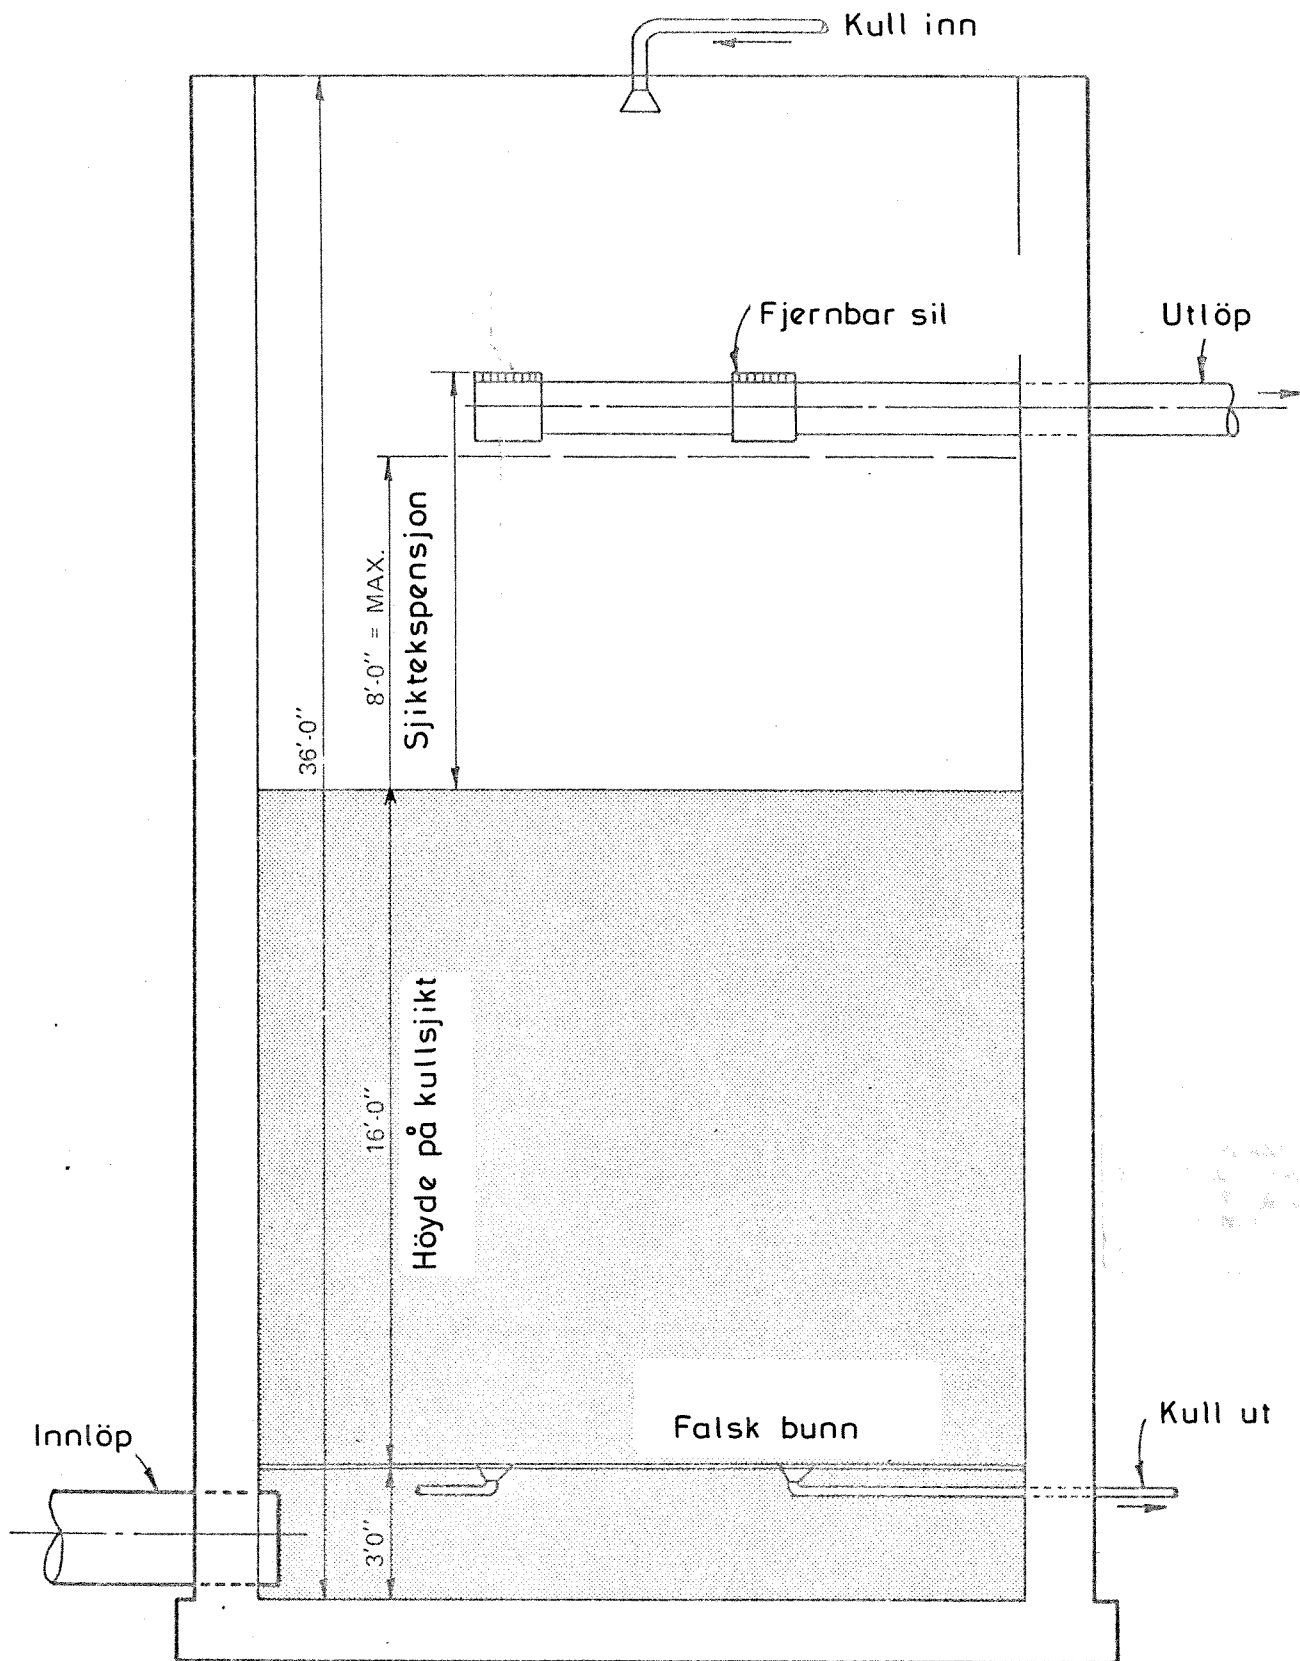 Kull inn
Fjernbar sil
Utlöp
8'-0" = MAX.
Sjiktekspensjon
36'-0"
16'-0"
Höyde på kullsjikt
Falsk bunn
Kull ut
Innlöp
3'0"